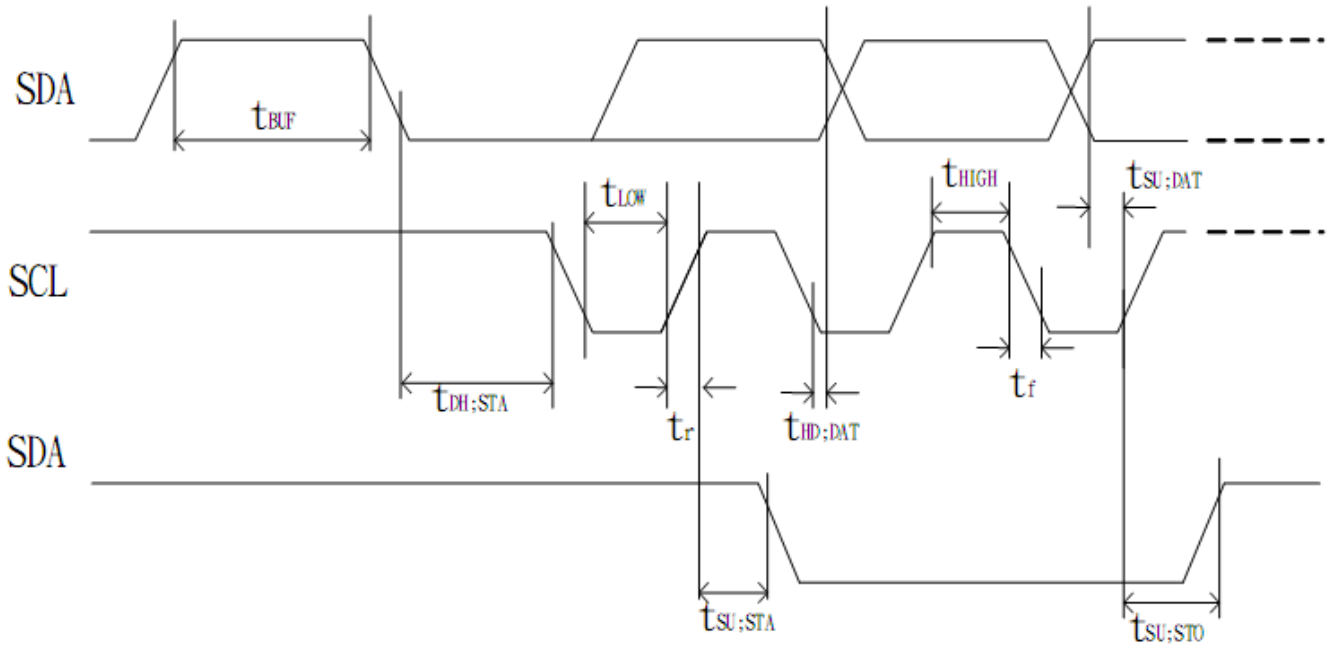 SDA
tBUF
tLOW
tHIGH
tSU;DAT
SCL
tDH;STA
tr
tHD;DAT
tf
SDA
tSU;STA
tSU;STO